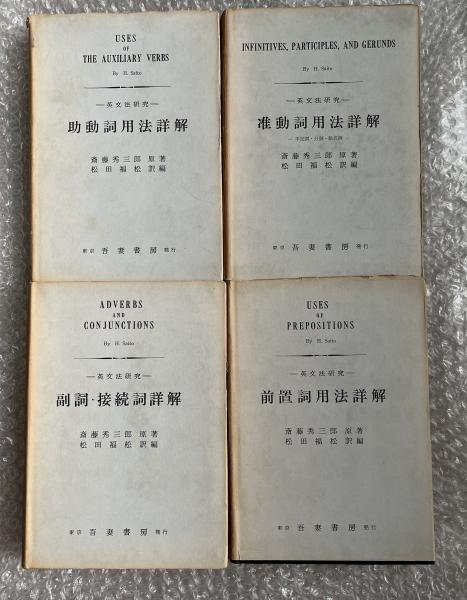 USES
OF
THE AUXILIARY VERBS
By H. Saito
—英文法研究—
助動詞用法詳解
斎藤秀三郎 原著
松田福松 訳編
東京 吾妻書房 発行
INFINITIVES, PARTICIPLES, AND GERUNDS
By H. Saito
—英文法研究—
准動詞用法詳解
—不定詞・分詞・動名詞—
斎藤秀三郎 原著
松田福松 訳編
東京 吾妻書房 発行
ADVERBS
AND
CONJUNCTIONS
By H. Saito
—英文法研究—
副詞・接続詞詳解
斎藤秀三郎 原著
松田福松 訳編
東京 吾妻書房 発行
USES
OF
PREPOSITIONS
By H. Saito
—英文法研究—
前置詞用法詳解
斎藤秀三郎 原著
松田福松 訳編
東京 吾妻書房 発行